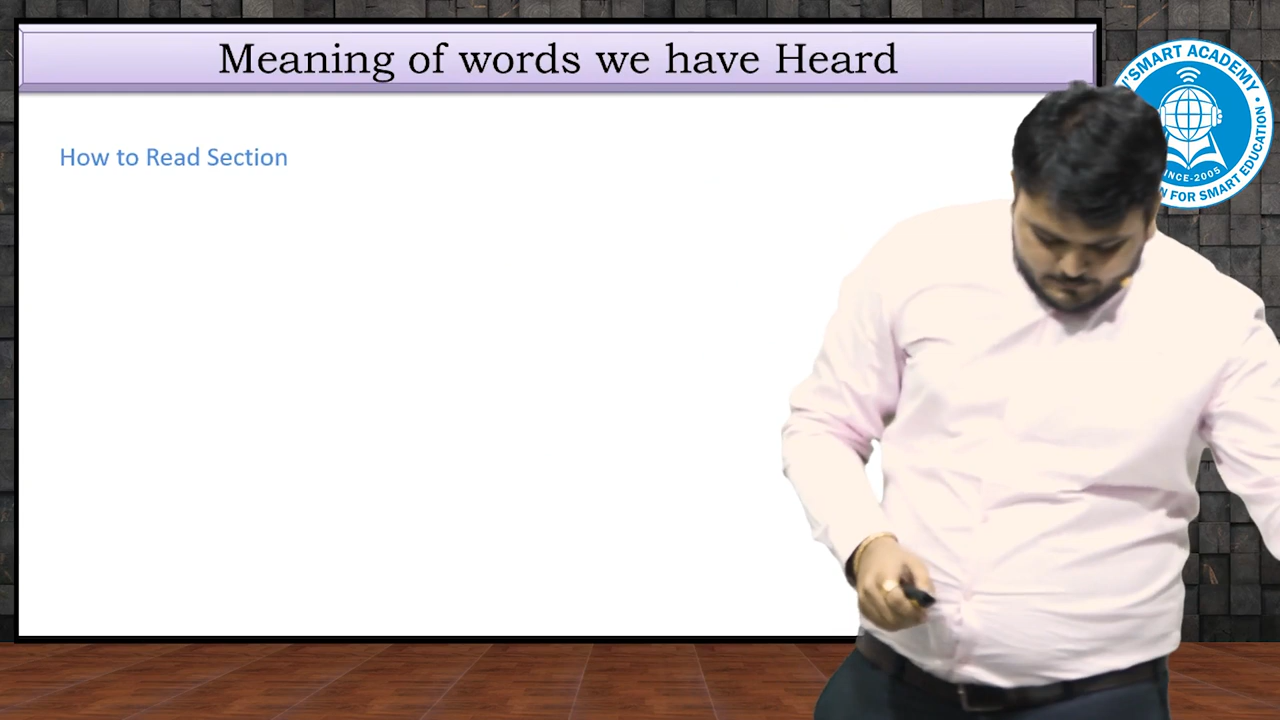 Meaning of words we have Heard
How to Read Section
SMART ACADEMY
SINCE-2005
FOR SMART EDUCATION